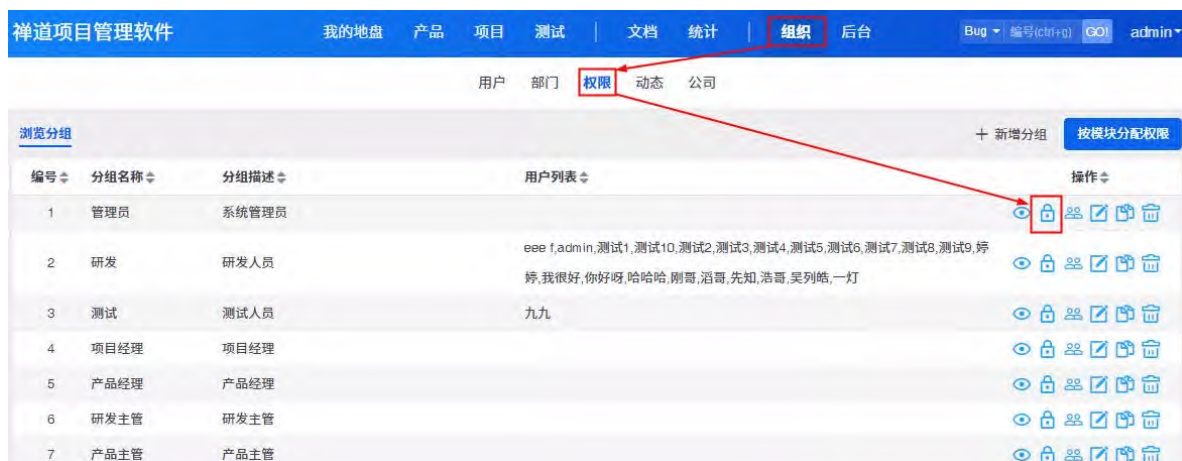 禅道项目管理软件 我的地盘 产品 项目 测试 | 文档 统计 | 组织 后台 Bug 编号(ctrl+g) GO! admin
用户 部门 权限 动态 公司
浏览分组 + 新增分组 按模块分配权限
编号 分组名称 分组描述 用户列表 操作
1 管理员 系统管理员
2 研发 研发人员 eee f,admin,测试1,测试10,测试2,测试3,测试4,测试5,测试6,测试7,测试8,测试9,婷
婷,我很好,你好呀,哈哈哈,刚哥,滔哥,先知,浩哥,吴列皓,一灯
3 测试 测试人员 九九
4 项目经理 项目经理
5 产品经理 产品经理
6 研发主管 研发主管
7 产品主管 产品主管